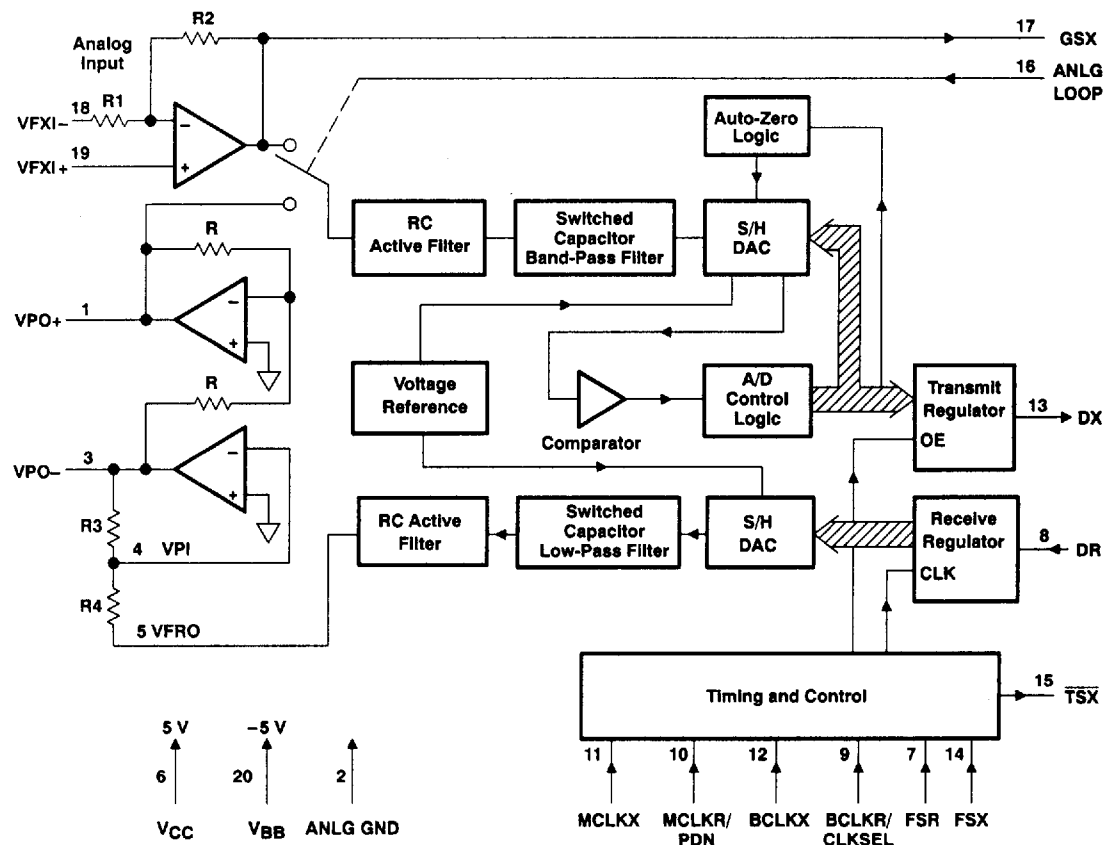 R2
17
GSX
Analog
Input
16
ANLG
LOOP
18
R1
VFXI−
19
VFXI+
−
+
Auto-Zero
Logic
R
RC
Active Filter
Switched
Capacitor
Band-Pass Filter
S/H
DAC
1
VPO+
−
+
R
Voltage
Reference
Comparator
A/D
Control
Logic
Transmit
Regulator
OE
13
DX
3
VPO−
−
+
R3
4 VPI
RC Active
Filter
Switched
Capacitor
Low-Pass Filter
S/H
DAC
Receive
Regulator
CLK
8
DR
R4
5 VFRO
Timing and Control
15
TSX
5 V
−5 V
6
20
2
VCC
VBB
ANLG GND
11
10
12
9
7
14
MCLKX
MCLKR/
PDN
BCLKX
BCLKR/
CLKSEL
FSR
FSX